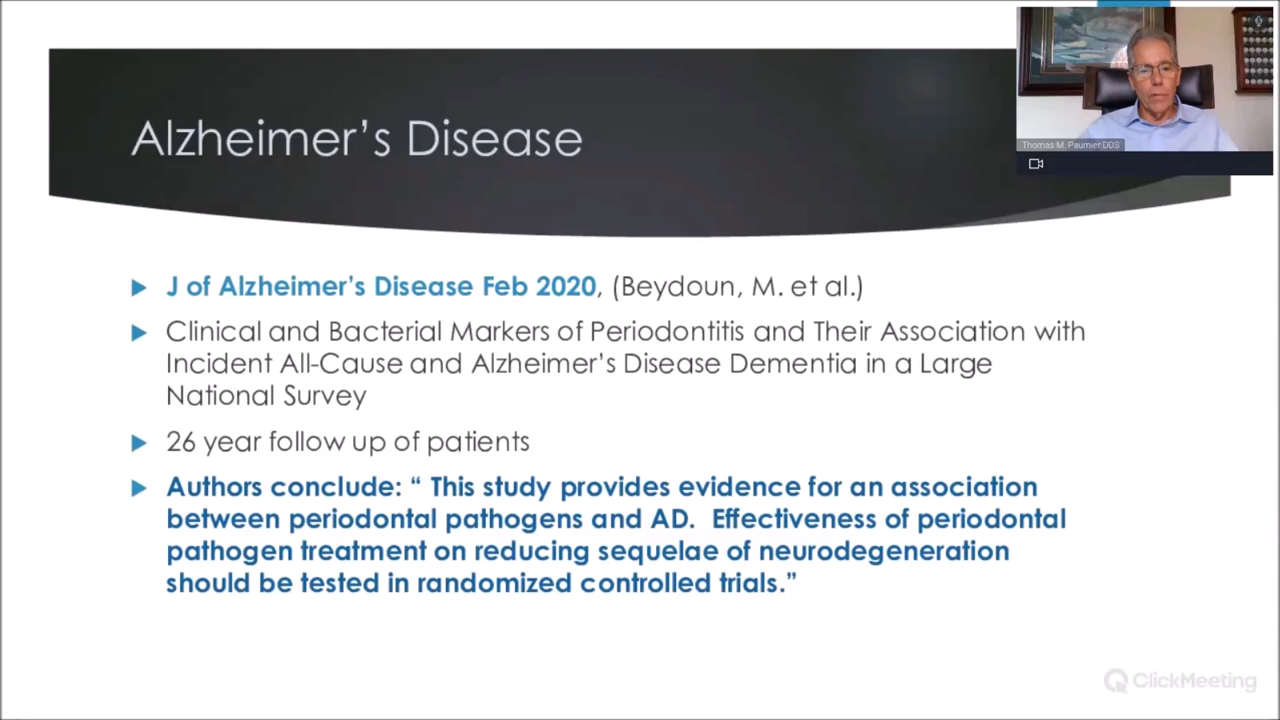 Alzheimer's Disease
Thomas M. Paumier DDS
J of Alzheimer's Disease Feb 2020, (Beydoun, M. et al.)
Clinical and Bacterial Markers of Periodontitis and Their Association with
Incident All-Cause and Alzheimer's Disease Dementia in a Large
National Survey
26 year follow up of patients
Authors conclude: “ This study provides evidence for an association
between periodontal pathogens and AD.  Effectiveness of periodontal
pathogen treatment on reducing sequelae of neurodegeneration
should be tested in randomized controlled trials.”
ClickMeeting